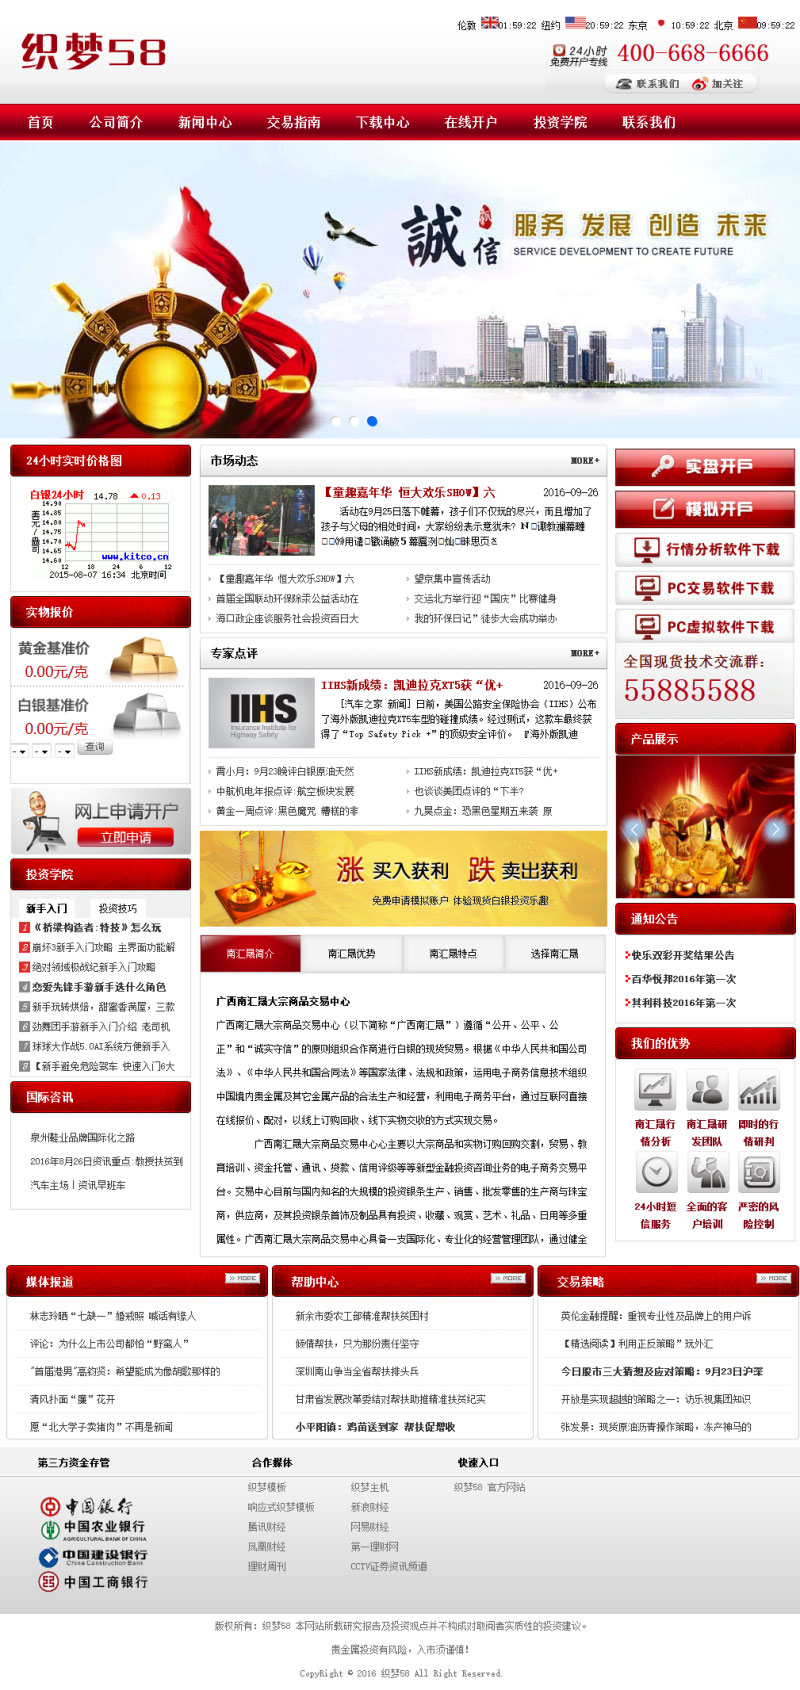 伦敦 01:59:22 纽约 20:59:22 东京 10:59:22 北京 09:59:22
织梦58
24小时
免费开户专线
400-668-6666
联系我们 加关注
首页 公司简介 新闻中心 交易指南 下载中心 在线开户 投资学院 联系我们
誠信 服务 发展 创造 未来
SERVICE DEVELOPMENT TO CREATE FUTURE
24小时实时价格图
白银24小时 14.78 ▲0.13
美元/盎司
14.90
14.85
14.80
14.75
14.70
14.65
14.60
12 18 24 6 12
www.kitco.cn
2015-08-07 16:34 北京时间
实物报价
黄金基准价
0.00元/克
白银基准价
0.00元/克
- - - 查询
网上申请开户
立即申请
投资学院
新手入门 投资技巧
1 《桥梁构造者:特技》怎么玩
2 崩坏3新手入门攻略 主界面功能解
3 绝对领域极战纪新手入门攻略
4 恋爱先锋手游新手选什么角色
5 新手玩转烘焙，甜蜜香满屋，三款
6 劲舞团手游新手入门介绍 老司机
7 球球大作战5.0AI系统方便新手入
8 【新手避免危险驾车 快速入门6大
国际咨讯
泉州鞋业品牌国际化之路
2016年8月26日资讯重点:教授扶贫到
汽车主场丨资讯早班车
市场动态 MORE+
【童趣嘉年华 恒大欢乐SHOW】六 2016-09-26
活动在9月25日落下帷幕，孩子们不仅玩的尽兴，而且增加了
孩子与父母的相处时间，大家纷纷表示意犹未？
【童趣嘉年华 恒大欢乐SHOW】六
望京集中宣传活动
首届全国联动环保除汞公益活动在
交运北方举行迎“国庆”比赛健身
海口政企座谈服务社会投资百日大
我的环保日记”徒步大会成功举办
专家点评 MORE+
IIHS
Insurance Institute for
Highway Safety
IIHS新成绩：凯迪拉克XT5获“优+ 2016-09-26
【汽车之家 新闻】日前，美国公路安全保险协会（IIHS）公布
了海外版凯迪拉克XT5车型的碰撞成绩。经过测试，这款车最终获
得了“Top Safety Pick +”的顶级安全评价。 『海外版凯迪
霄小月：9月23晚评白银原油天然
IIHS新成绩：凯迪拉克XT5获“优+
中航机电年报点评:航空板块发展
也谈谈美团点评的“下半?
黄金一周点评:黑色魔咒 糟糕的非
九昊点金：恐黑色星期五来袭 原
涨 买入获利 跌 卖出获利
免费申请模拟账户 体验现货白银投资乐趣
南汇晟简介 南汇晟优势 南汇晟特点 选择南汇晟
广西南汇晟大宗商品交易中心
广西南汇晟大宗商品交易中心（以下简称“广西南汇晟”）遵循“公开、公平、公
正”和“诚实守信”的原则组织合作商进行白银的现货贸易。根据《中华人民共和国公司
法》、《中华人民共和国合同法》等国家法律、法规和政策，运用电子商务信息技术组织
中国境内贵金属及其它金属产品的合法生产和经营，利用电子商务平台，通过互联网直接
在线报价、配对，以线上订购回收、线下实物交收的方式实现交易。
广西南汇晟大宗商品交易中心心主要以大宗商品和实物订购回购交割，贸易、教
育培训、资金托管、通讯、贷款、信用评级等等新型金融投资咨询业务的电子商务交易平
台。交易中心目前与国内知名的大规模的投资银条生产、销售、批发零售的生产商与珠宝
商，供应商，及其投资银条首饰及制品具有投资、收藏、观赏、艺术、礼品、日用等多重
属性。广西南汇晟大宗商品交易中心具备一支国际化、专业化的经营管理团队，通过健全
实盘开戶
模拟开戶
行情分析软件下载
PC交易软件下载
PC虚拟软件下载
全国现货技术交流群：
55885588
产品展示
通知公告
快乐双彩开奖结果公告
百华悦邦2016年第一次
其利科技2016年第一次
我们的优势
南汇晟行情分析 南汇晟研发团队 即时的行情研判
24小时短信服务 全面的客户培训 严密的风险控制
媒体报道 MORE
林志玲晒“七缺一”婚戒照 喊话有缘人
评论：为什么上市公司都怕“野蛮人”
“首届港男”高钧贤：希望能成为像胡歌那样的
清风扑面“廉”花开
愿“北大学子卖猪肉”不再是新闻
帮助中心 MORE
新余市委农工部精准帮扶贫困村
倾情帮扶，只为那份责任坚守
深圳南山争当全省帮扶排头兵
甘肃省发展改革委结对帮扶助推精准扶贫纪实
小平阳镇：鸡苗送到家 帮扶促增收
交易策略 MORE
英伦金融提醒：重视专业性及品牌上的用户诉
【精选阅读】利用正反策略”玩外汇
今日股市三大猜想及应对策略：9月23日沪深
开放是实现超越的策略之一：访乐视集团知识
张发景：现货原油沥青操作策略，冻产神马的
第三方资金存管 合作媒体 快速入口
中国银行
中国农业银行
AGRICULTURAL BANK OF CHINA
中国建设银行
China Construction Bank
中国工商银行
织梦模板 织梦主机 织梦58 官方网站
响应式织梦模板 新浪财经
腾讯财经 网易财经
凤凰财经 第一理财网
理财周刊 CCTV证券资讯频道
版权所有：织梦58 本网站所载研究报告及投资观点并不构成对取阅者实质性的投资建议。
贵金属投资有风险，入市须谨慎！
CopyRight © 2016 织梦58 All Right Reserved.